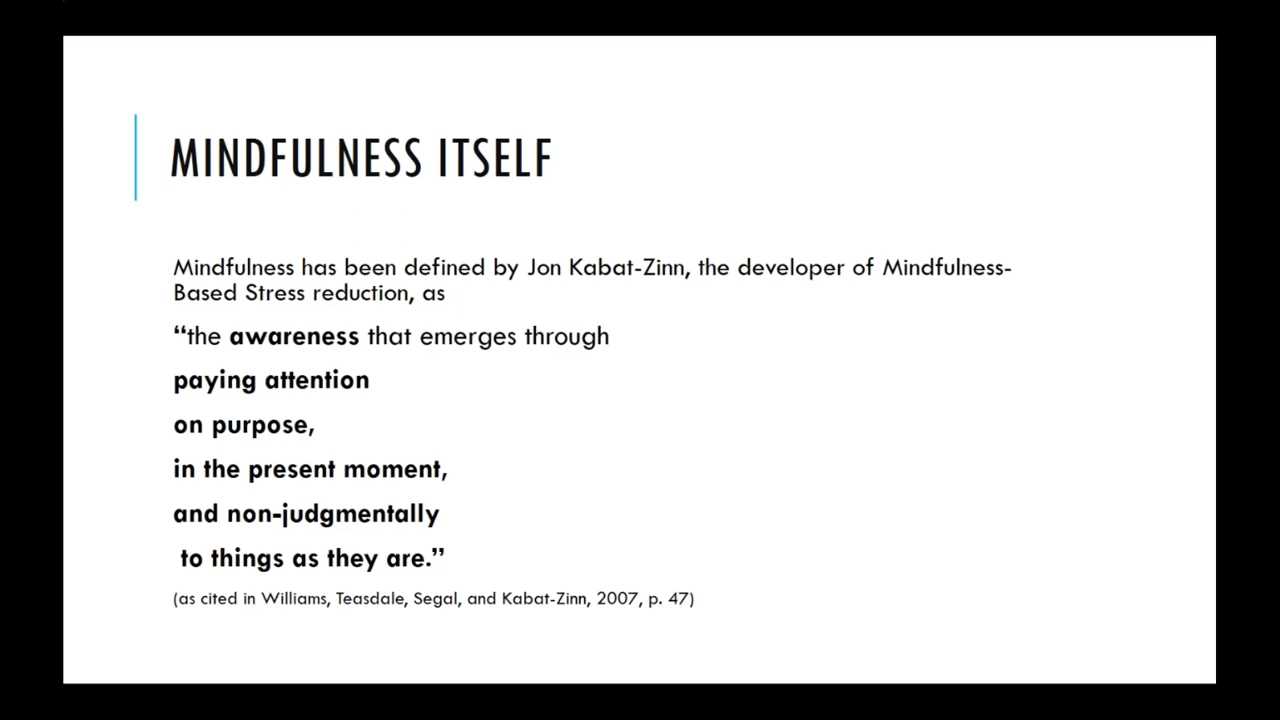 MINDFULNESS ITSELF
Mindfulness has been defined by Jon Kabat-Zinn, the developer of Mindfulness-
Based Stress reduction, as
“the awareness that emerges through
paying attention
on purpose,
in the present moment,
and non-judgmentally
to things as they are.”
(as cited in Williams, Teasdale, Segal, and Kabat-Zinn, 2007, p. 47)